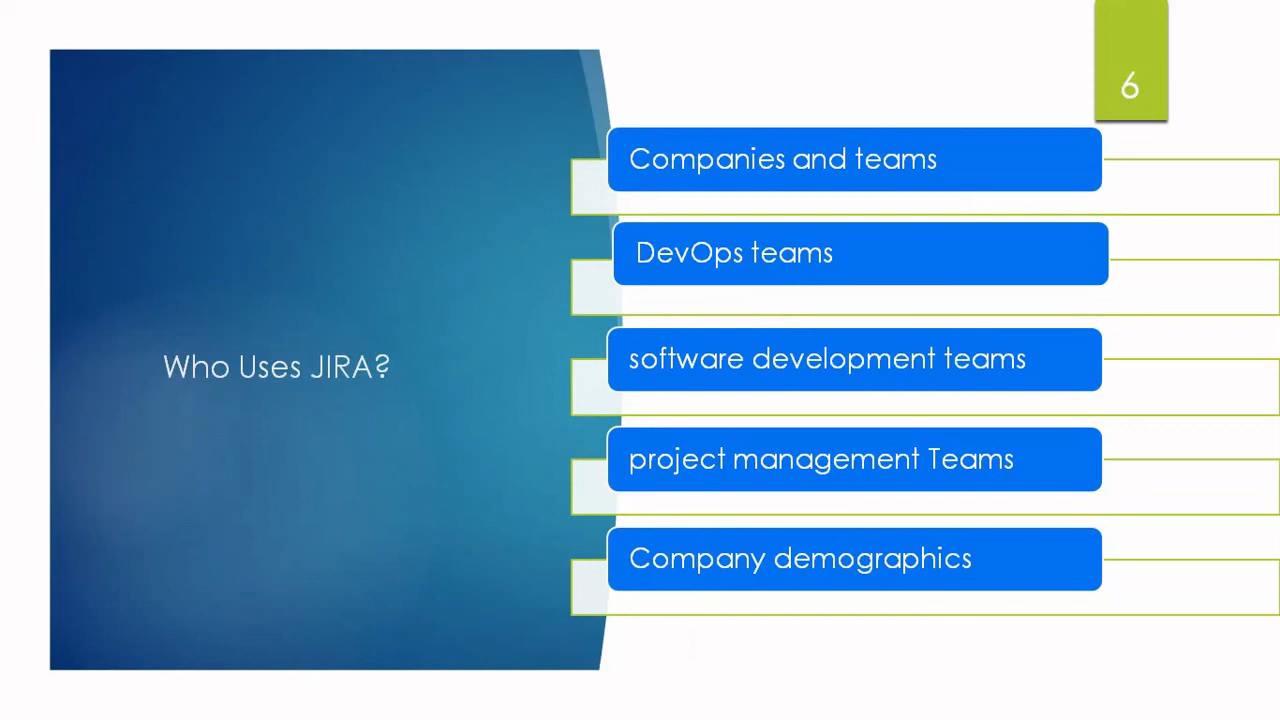 6
Companies and teams
DevOps teams
Who Uses JIRA?
software development teams
project management Teams
Company demographics